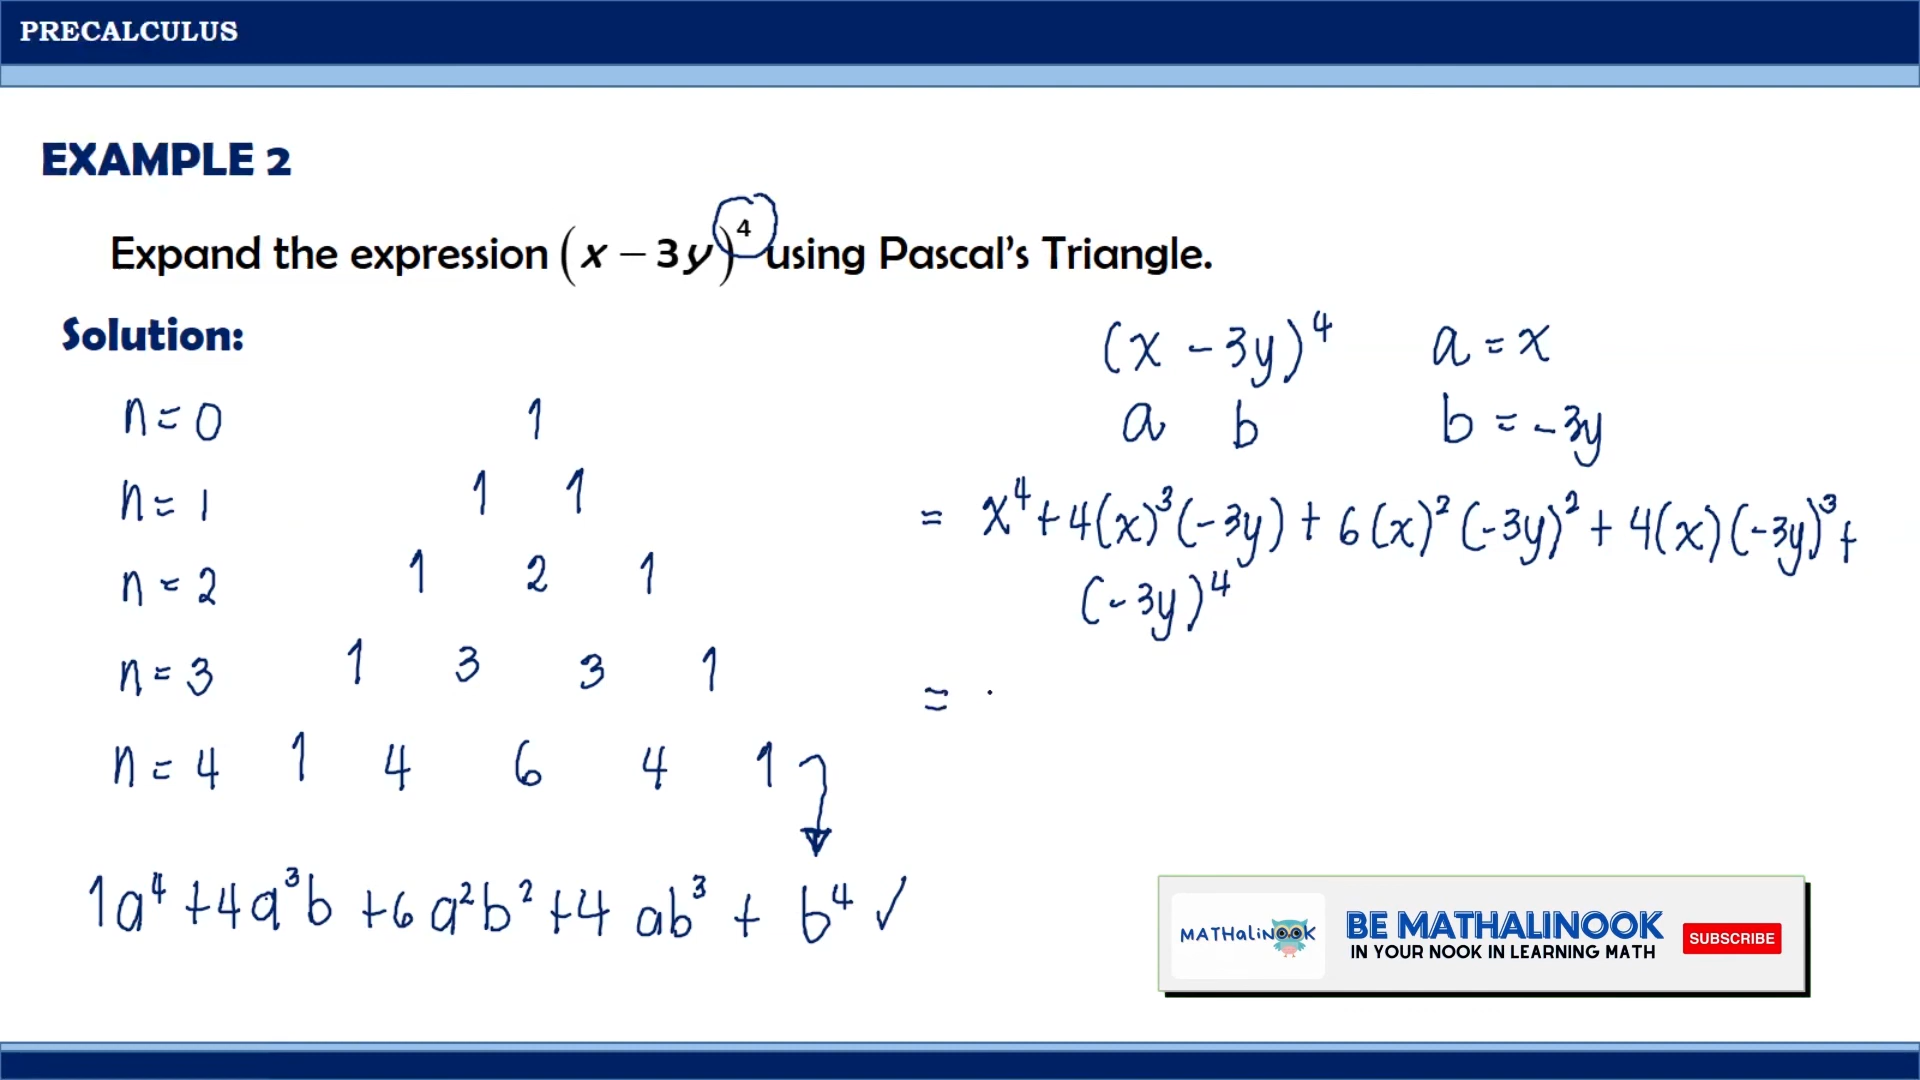 PRECALCULUS
EXAMPLE 2
Expand the expression (x − 3y)⁴ using Pascal's Triangle.
Solution:
(x - 3y)⁴ a = x
a b b = -3y
n = 0 1
n = 1 1 1
n = 2 1 2 1
n = 3 1 3 3 1
n = 4 1 4 6 4 1
= x⁴ + 4(x)³(-3y) + 6(x)²(-3y)² + 4(x)(-3y)³ +
(-3y)⁴
=
1a⁴ + 4a³b + 6a²b² + 4ab³ + b⁴ ✓
MATHaliNOOK
BE MATHALINOOK
IN YOUR NOOK IN LEARNING MATH
SUBSCRIBE